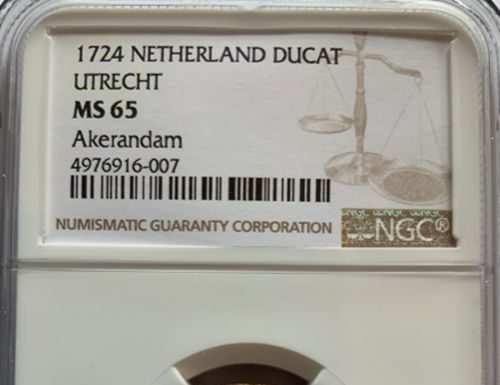 1724 NETHERLAND DUCAT
UTRECHT
MS 65
Akerandam
4976916-007
NUMISMATIC GUARANTY CORPORATION
NGC®